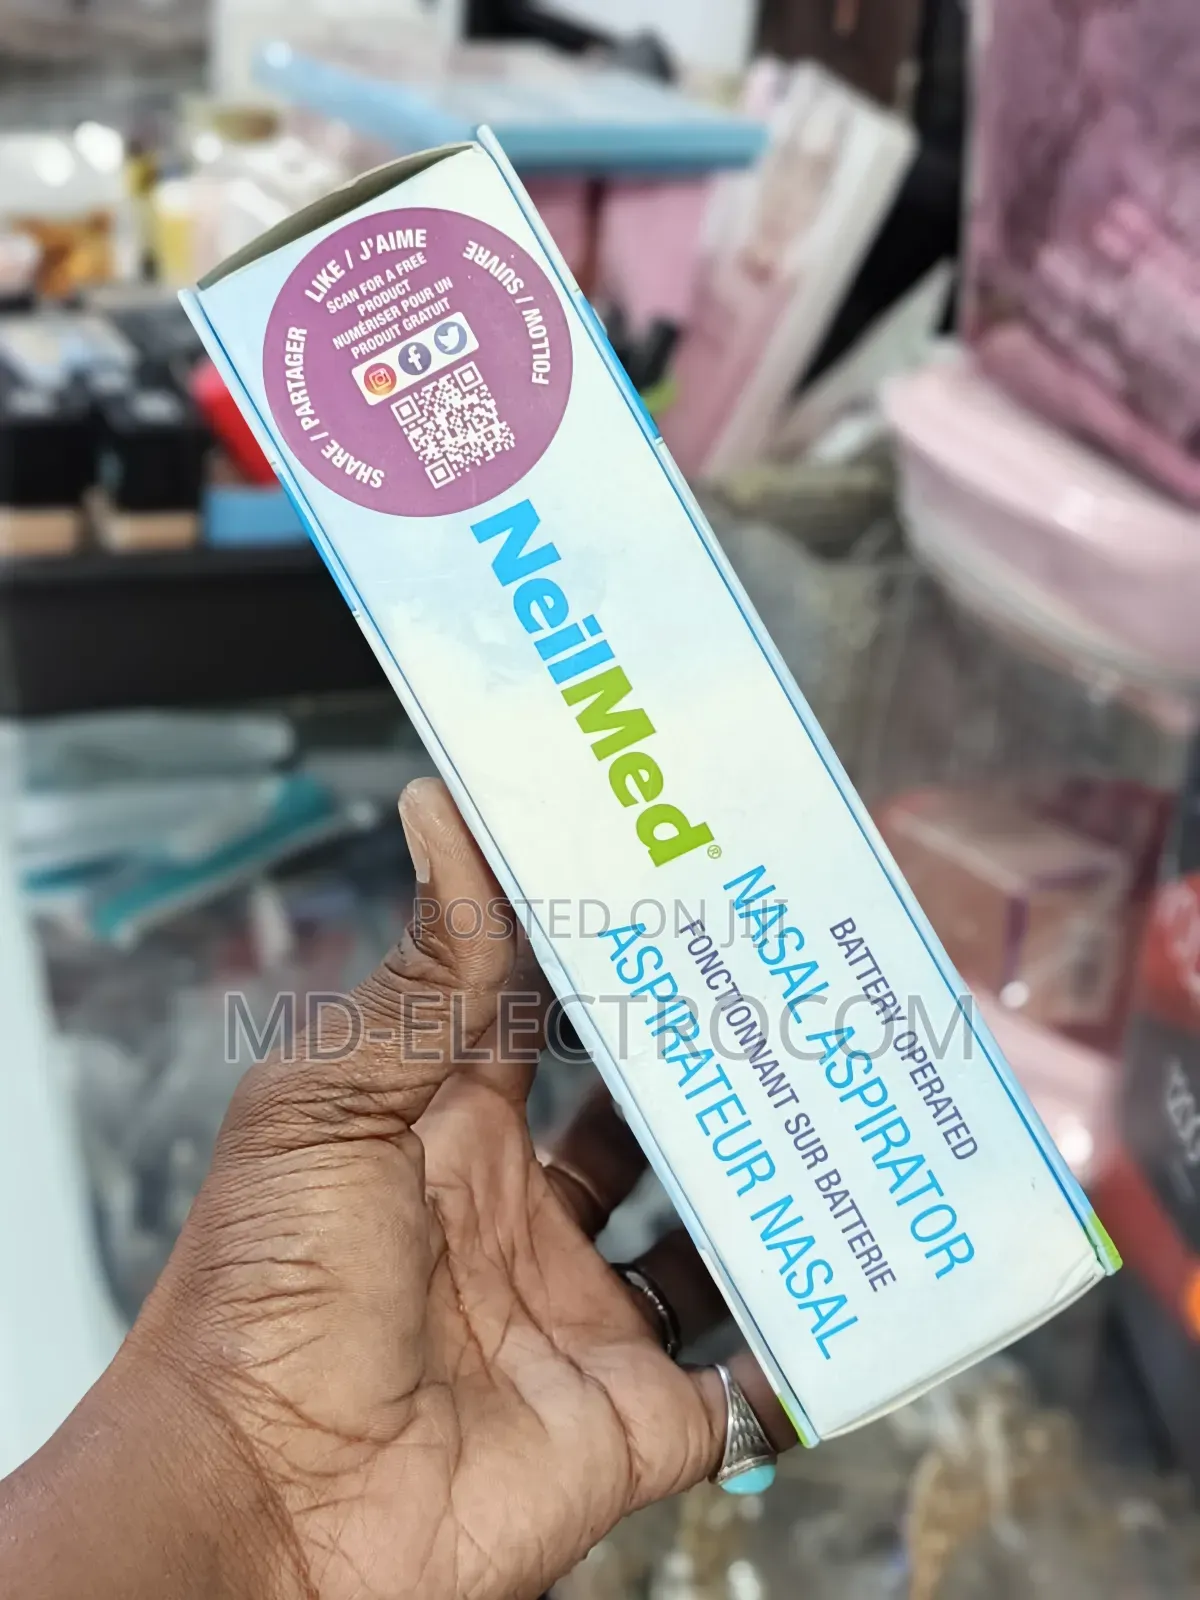 SHARE / PARTAGER
LIKE / J'AIME
FOLLOW / SUIVRE
SCAN FOR A FREE
PRODUCT
NUMÉRISER POUR UN
PRODUIT GRATUIT
NeilMed®
BATTERY OPERATED
NASAL ASPIRATOR
FONCTIONNANT SUR BATTERIE
ASPIRATEUR NASAL
POSTED ON JIJI
MD-ELECTROCOM